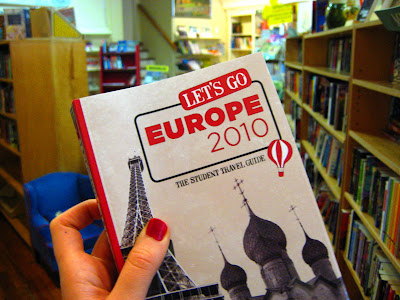 LET'S GO
EUROPE
2010
THE STUDENT TRAVEL GUIDE